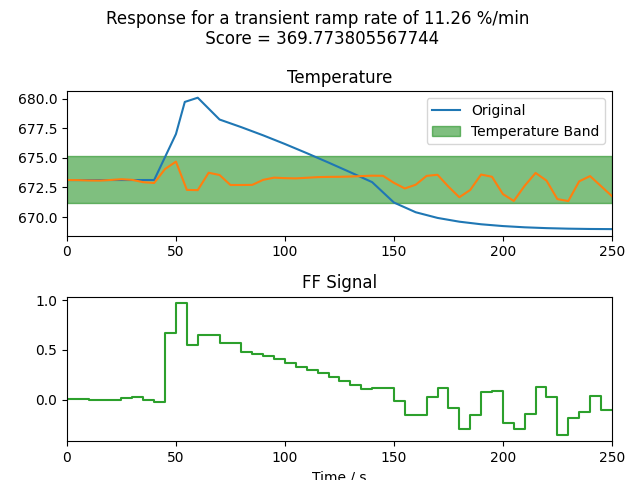 Response for a transient ramp rate of 11.26 %/min
Score = 369.773805567744
Temperature
680.0
677.5
675.0
672.5
670.0
Original
Temperature Band
0 50 100 150 200 250
FF Signal
1.0
0.5
0.0
0 50 100 150 200 250
Time / s